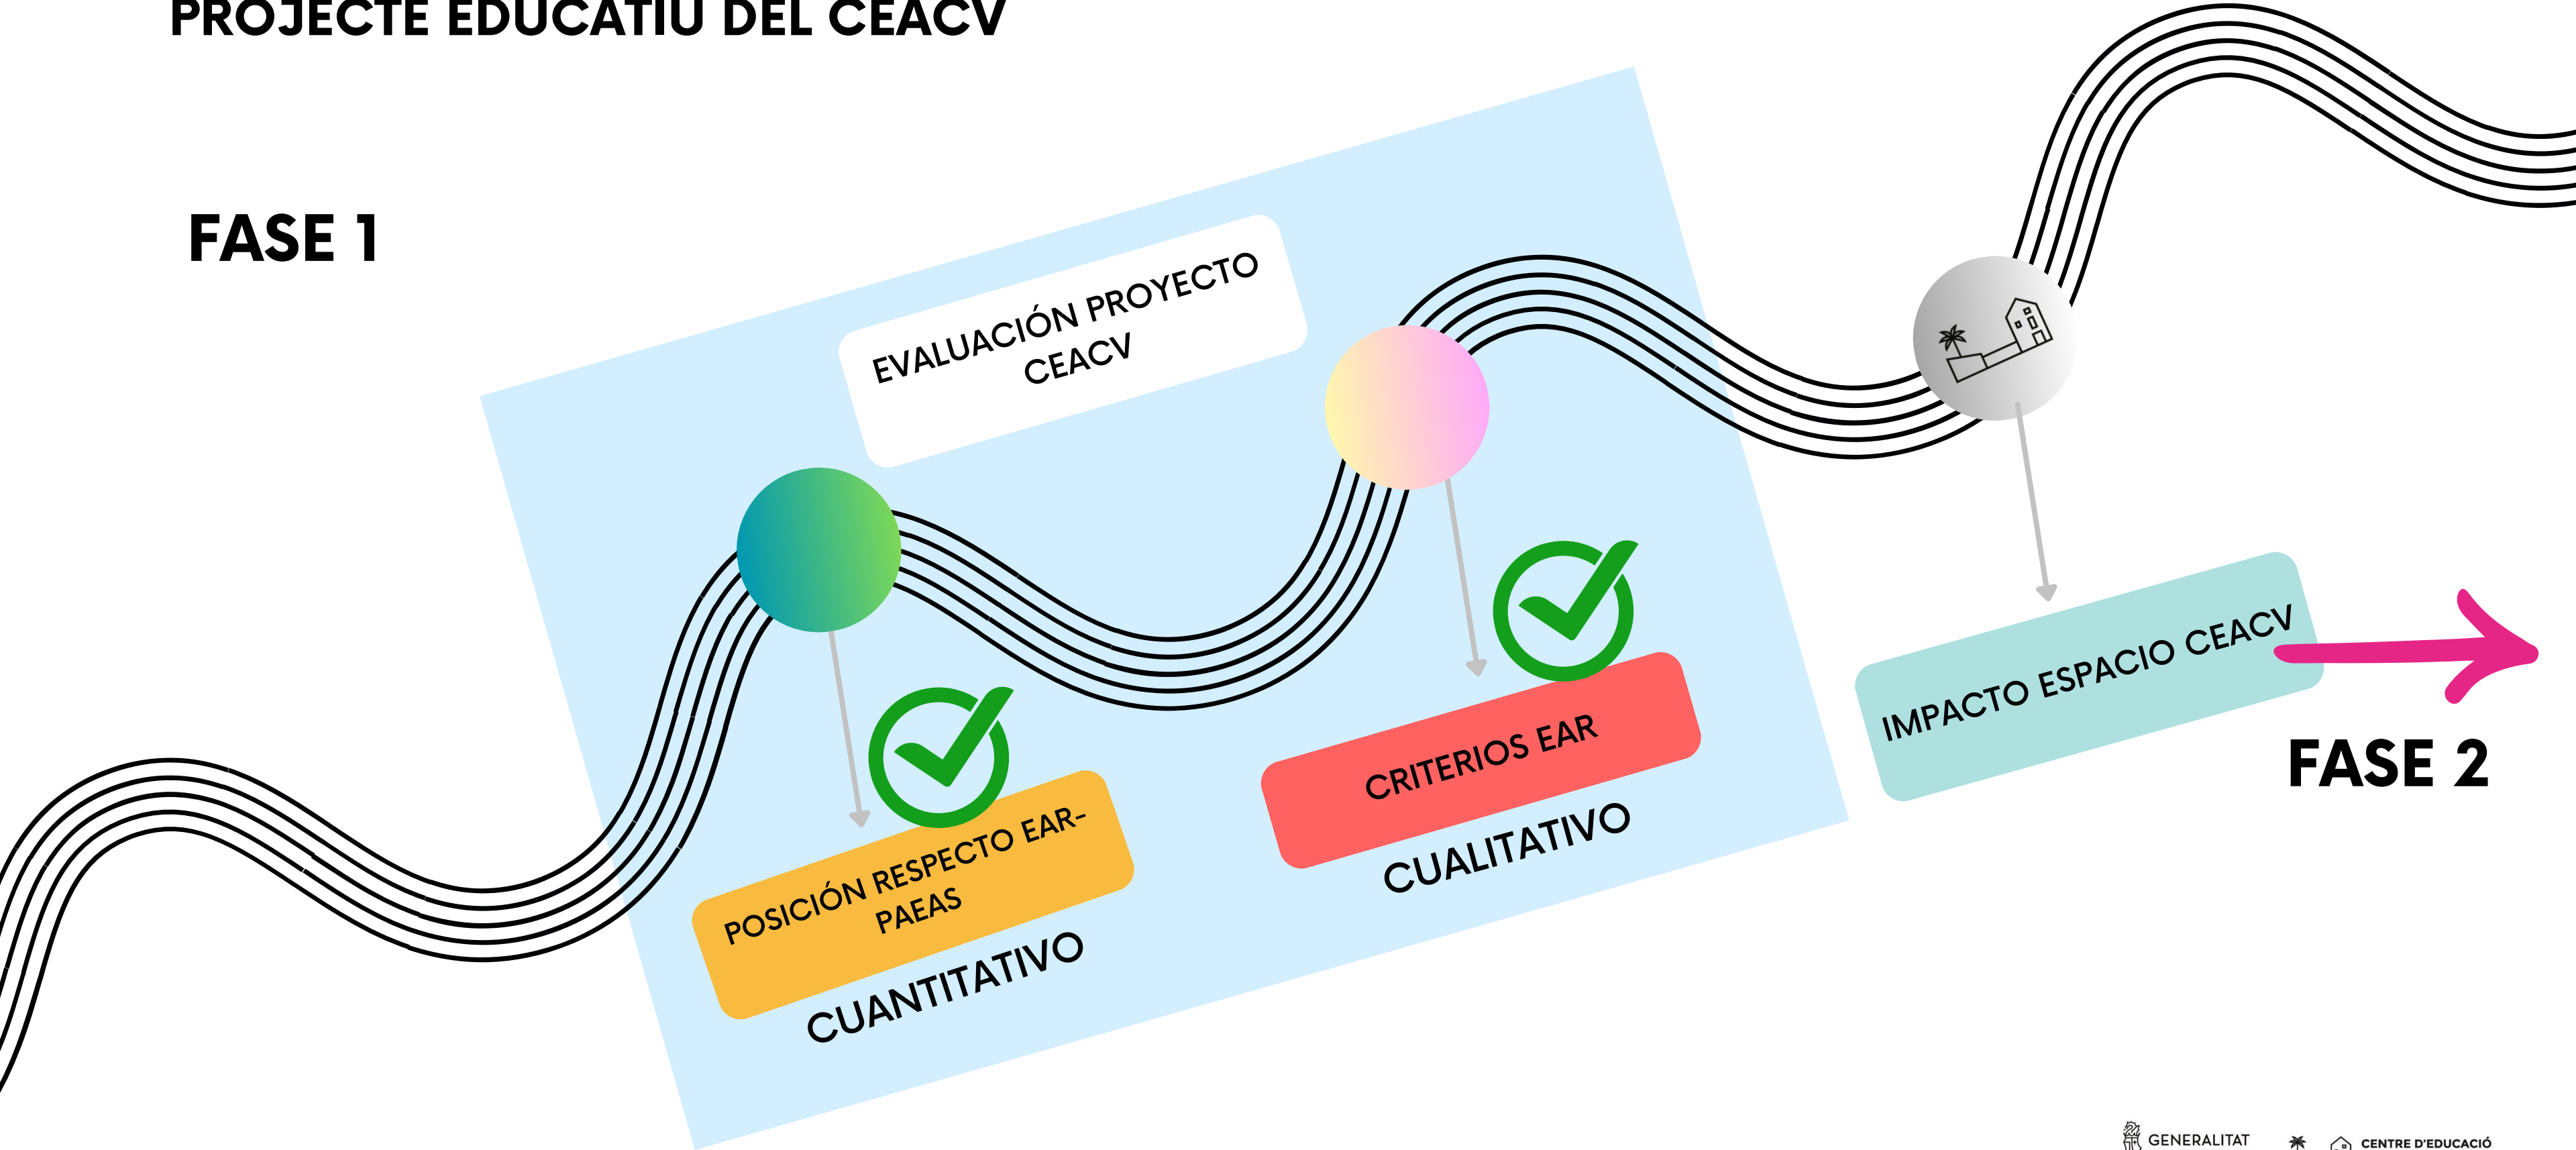 PROJECTE EDUCATIU DEL CEACV
FASE 1
EVALUACIÓN PROYECTO
CEACV
POSICIÓN RESPECTO EAR-
PAEAS
CUANTITATIVO
CRITERIOS EAR
CUALITATIVO
IMPACTO ESPACIO CEACV
FASE 2
GENERALITAT
CENTRE D'EDUCACIÓ